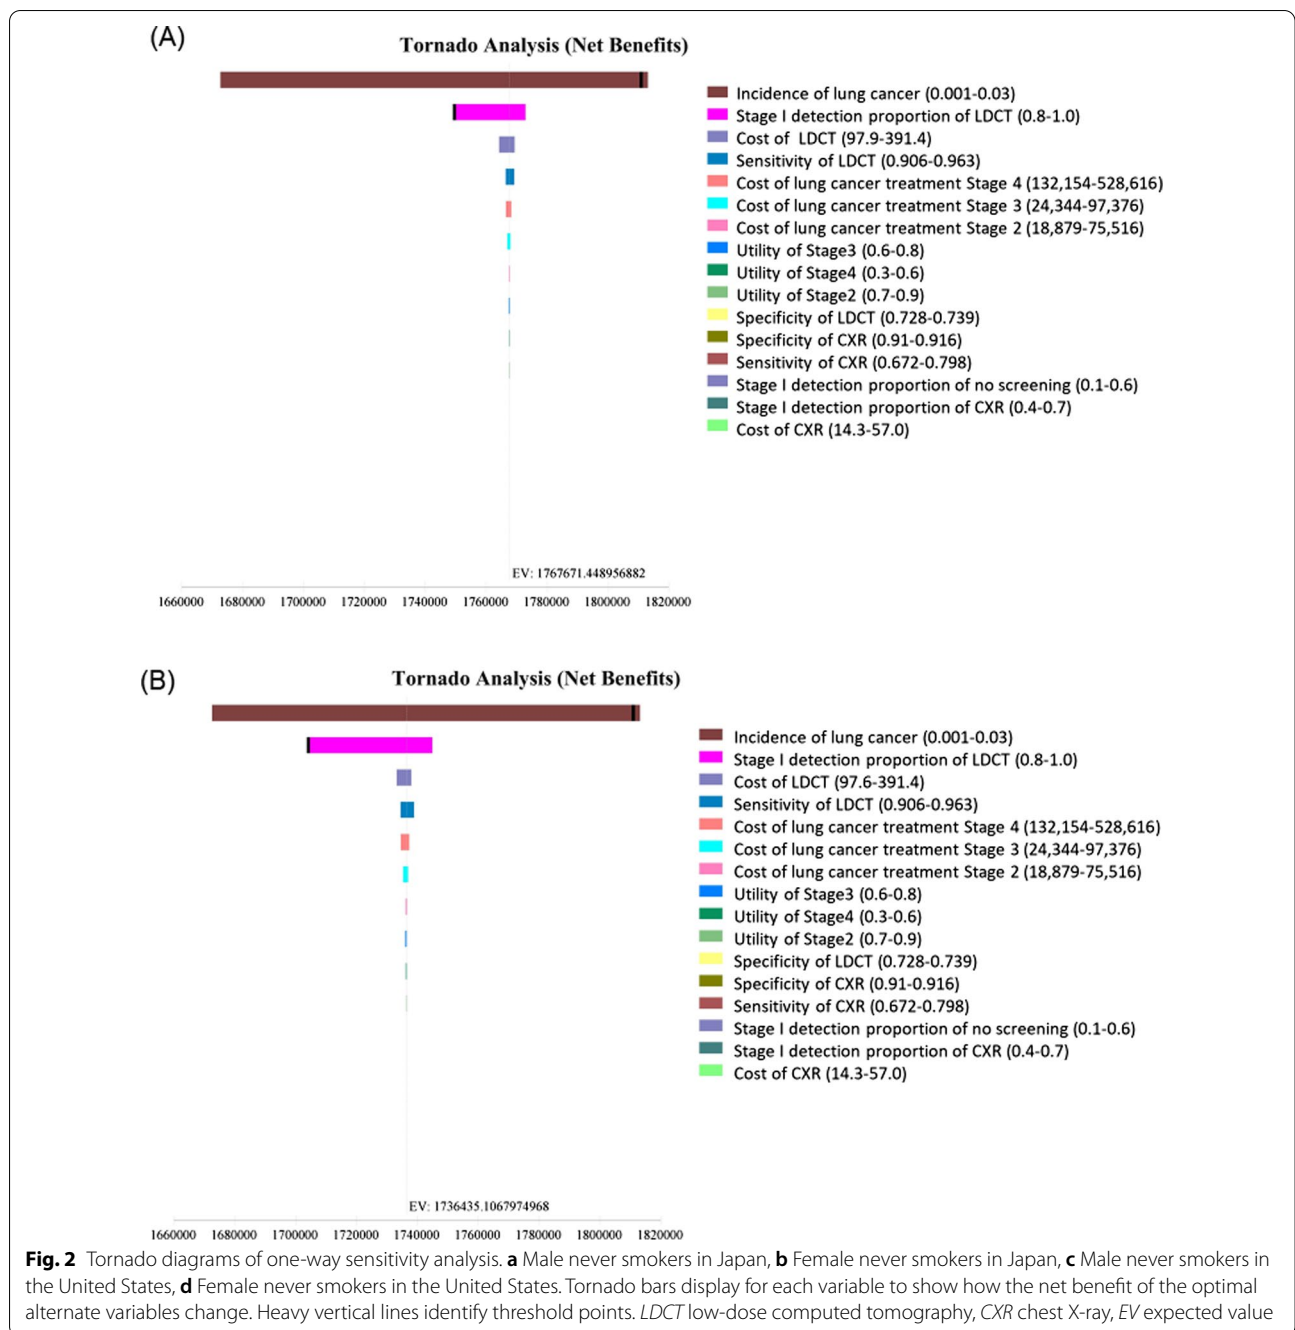 (A)
Tornado Analysis (Net Benefits)
Incidence of lung cancer (0.001-0.03)
Stage I detection proportion of LDCT (0.8-1.0)
Cost of LDCT (97.9-391.4)
Sensitivity of LDCT (0.906-0.963)
Cost of lung cancer treatment Stage 4 (132,154-528,616)
Cost of lung cancer treatment Stage 3 (24,344-97,376)
Cost of lung cancer treatment Stage 2 (18,879-75,516)
Utility of Stage3 (0.6-0.8)
Utility of Stage4 (0.3-0.6)
Utility of Stage2 (0.7-0.9)
Specificity of LDCT (0.728-0.739)
Specificity of CXR (0.91-0.916)
Sensitivity of CXR (0.672-0.798)
Stage I detection proportion of no screening (0.1-0.6)
Stage I detection proportion of CXR (0.4-0.7)
Cost of CXR (14.3-57.0)
EV: 1767671.448956882
1660000 1680000 1700000 1720000 1740000 1760000 1780000 1800000 1820000
(B)
Tornado Analysis (Net Benefits)
Incidence of lung cancer (0.001-0.03)
Stage I detection proportion of LDCT (0.8-1.0)
Cost of LDCT (97.6-391.4)
Sensitivity of LDCT (0.906-0.963)
Cost of lung cancer treatment Stage 4 (132,154-528,616)
Cost of lung cancer treatment Stage 3 (24,344-97,376)
Cost of lung cancer treatment Stage 2 (18,879-75,516)
Utility of Stage3 (0.6-0.8)
Utility of Stage4 (0.3-0.6)
Utility of Stage2 (0.7-0.9)
Specificity of LDCT (0.728-0.739)
Specificity of CXR (0.91-0.916)
Sensitivity of CXR (0.672-0.798)
Stage I detection proportion of no screening (0.1-0.6)
Stage I detection proportion of CXR (0.4-0.7)
Cost of CXR (14.3-57.0)
EV: 1736435.1067974968
1660000 1680000 1700000 1720000 1740000 1760000 1780000 1800000 1820000
Fig. 2 Tornado diagrams of one-way sensitivity analysis. a Male never smokers in Japan, b Female never smokers in Japan, c Male never smokers in
the United States, d Female never smokers in the United States. Tornado bars display for each variable to show how the net benefit of the optimal
alternate variables change. Heavy vertical lines identify threshold points. LDCT low-dose computed tomography, CXR chest X-ray, EV expected value